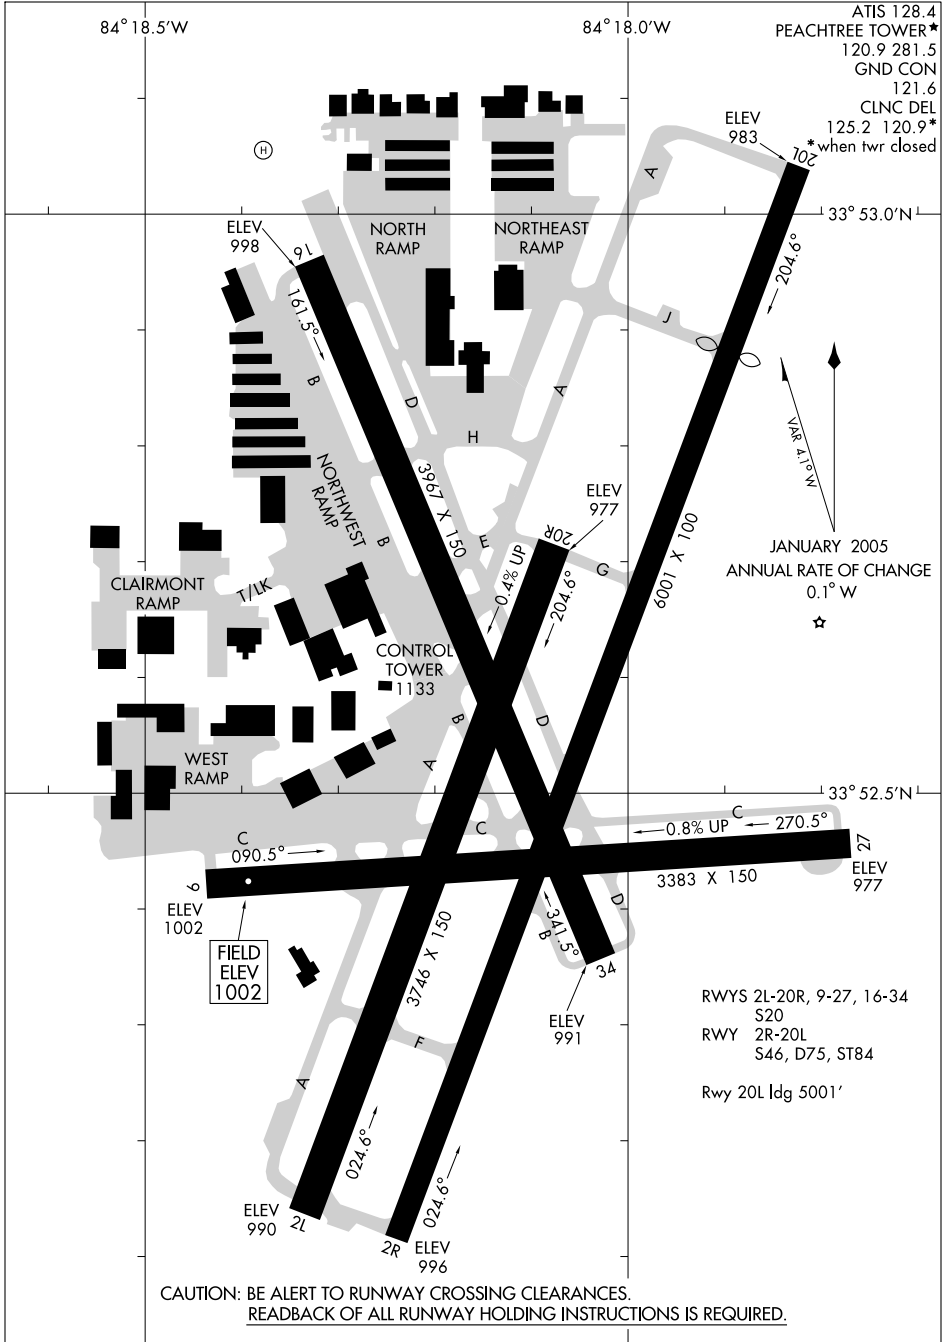 84°18.5'W
84°18.0'W
ATIS 128.4
PEACHTREE TOWER★
120.9 281.5
GND CON
121.6
CLNC DEL
125.2 120.9*
* when twr closed
ELEV
983
20L
H
A
33°53.0'N
NORTH
RAMP
NORTHEAST
RAMP
ELEV
998
16
161.5°
204.6°
J
B
D
A
H
VAR 4.1° W
NORTHWEST
RAMP
3967 X 150
B
E
ELEV
977
20R
6001 X 100
JANUARY 2005
ANNUAL RATE OF CHANGE
0.1° W
0.4% UP
204.6°
G
CLAIRMONT
RAMP
T/LK
CONTROL
TOWER
1133
B
D
A
WEST
RAMP
33°52.5'N
C
090.5°
C
0.8% UP
C
270.5°
27
ELEV
977
3383 X 150
9
ELEV
1002
FIELD
ELEV
1002
3746 X 150
341.5°
B
D
34
ELEV
991
RWYS 2L-20R, 9-27, 16-34
S20
RWY 2R-20L
S46, D75, ST84
Rwy 20L ldg 5001'
F
A
024.6°
024.6°
ELEV
990
2L
2R
ELEV
996
CAUTION: BE ALERT TO RUNWAY CROSSING CLEARANCES.
READBACK OF ALL RUNWAY HOLDING INSTRUCTIONS IS REQUIRED.